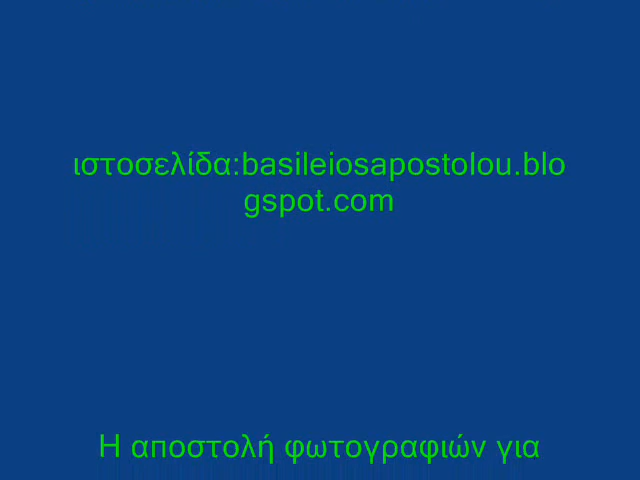 ιστοσελίδα:basileiosapostolou.blo
gspot.com
Η αποστολή φωτογραφιών για